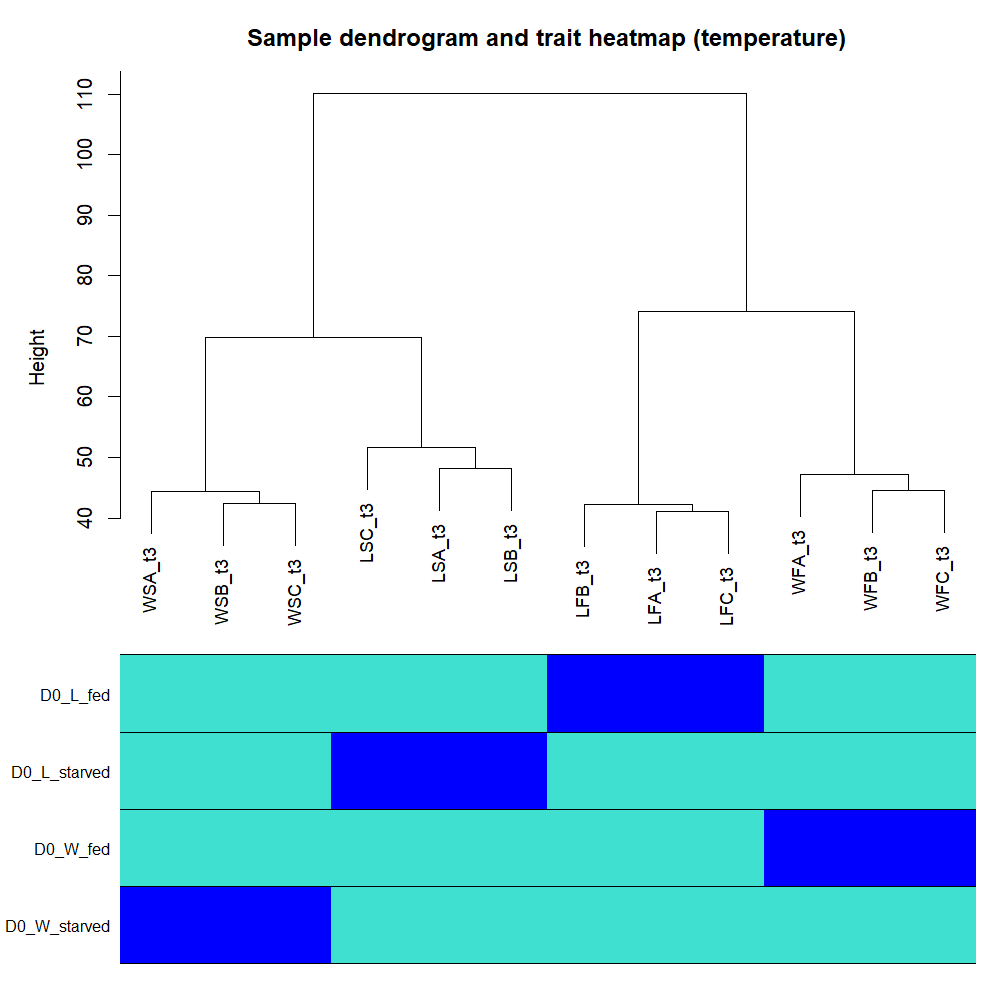 Sample dendrogram and trait heatmap (temperature)
Height
110
100
90
80
70
60
50
40
WSA_t3
WSB_t3
WSC_t3
LSC_t3
LSA_t3
LSB_t3
LFB_t3
LFA_t3
LFC_t3
WFA_t3
WFB_t3
WFC_t3
D0_L_fed
D0_L_starved
D0_W_fed
D0_W_starved